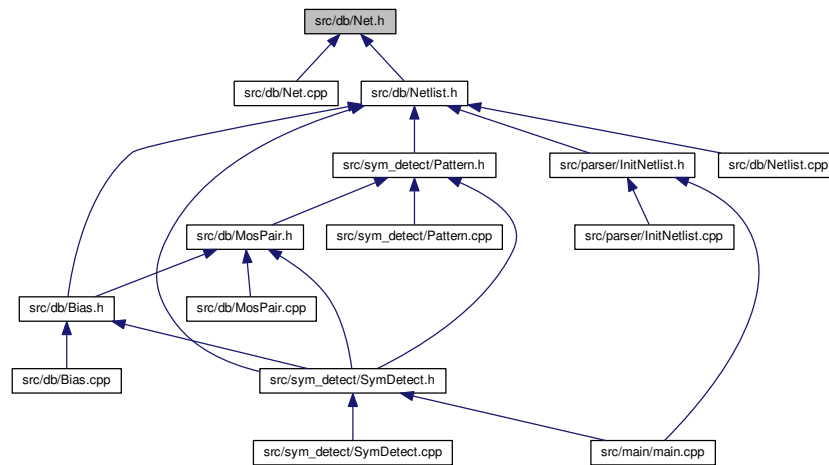 src/db/Net.h
src/db/Net.cpp
src/db/Netlist.h
src/sym_detect/Pattern.h
src/parser/InitNetlist.h
src/db/Netlist.cpp
src/db/MosPair.h
src/sym_detect/Pattern.cpp
src/parser/InitNetlist.cpp
src/db/Bias.h
src/db/MosPair.cpp
src/db/Bias.cpp
src/sym_detect/SymDetect.h
src/sym_detect/SymDetect.cpp
src/main/main.cpp